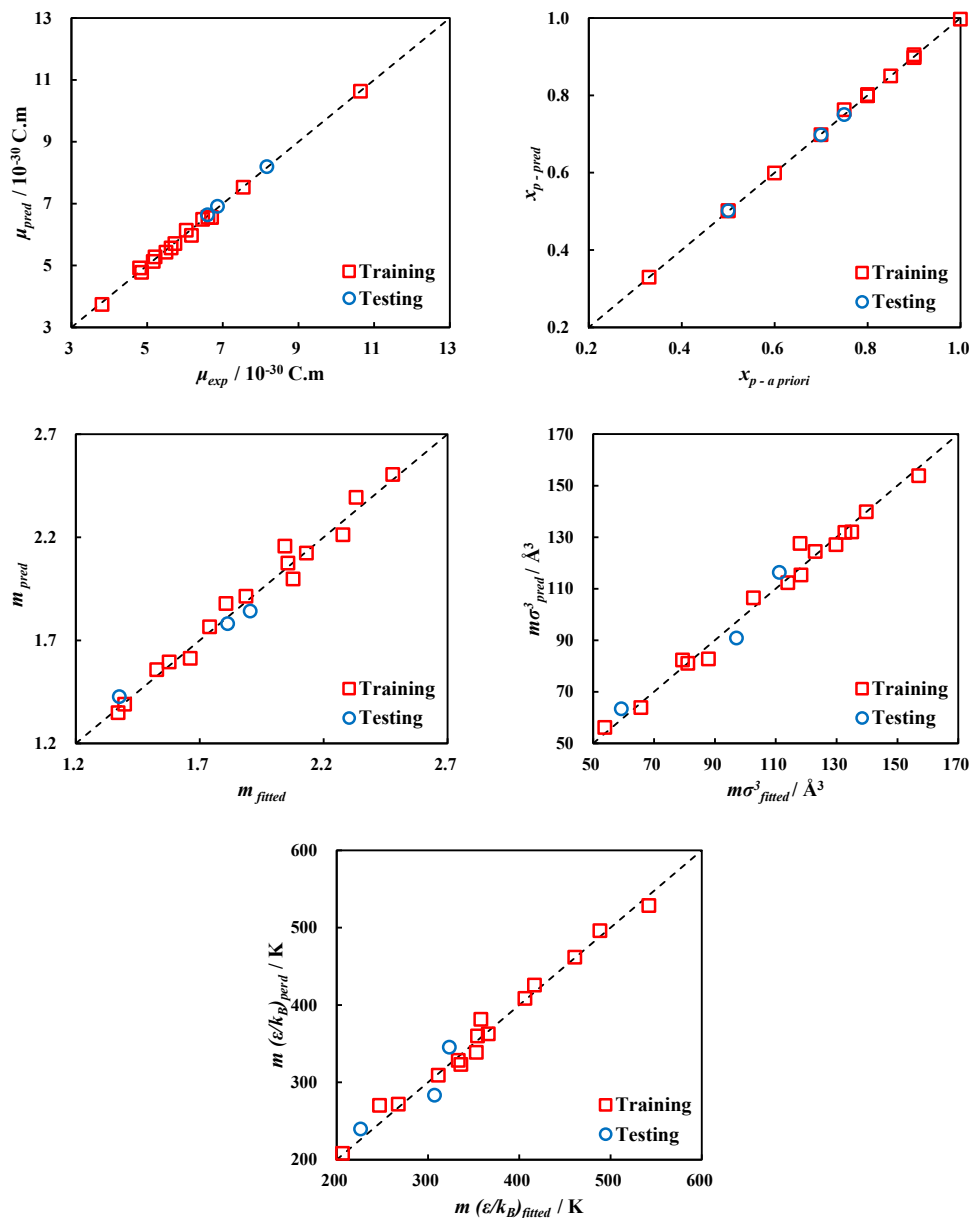 13
11
9
7
5
3
μpred / 10⁻³⁰ C.m
Training
Testing
3 5 7 9 11 13
μexp / 10⁻³⁰ C.m
1.0
0.8
0.6
0.4
0.2
xp - pred
Training
Testing
0.2 0.4 0.6 0.8 1.0
xp - a priori
2.7
2.2
1.7
1.2
m pred
Training
Testing
1.2 1.7 2.2 2.7
m fitted
170
150
130
110
90
70
50
mσ³pred / Å³
Training
Testing
50 70 90 110 130 150 170
mσ³fitted / Å³
600
500
400
300
200
m (ε/kB)perd / K
Training
Testing
200 300 400 500 600
m (ε/kB)fitted / K